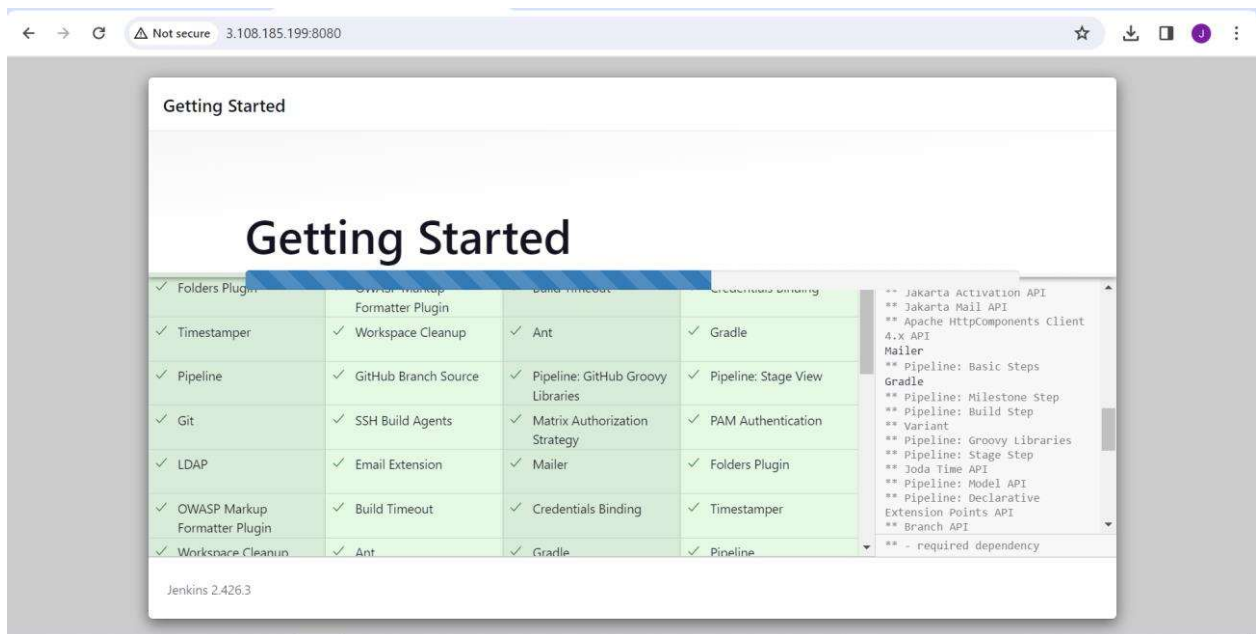 Not secure 3.108.185.199:8080
J
Getting Started
Getting Started
✓ Folders Plugin
Formatter Plugin
✓ Timestamper ✓ Workspace Cleanup ✓ Ant ✓ Gradle
✓ Pipeline ✓ GitHub Branch Source ✓ Pipeline: GitHub Groovy ✓ Pipeline: Stage View
Libraries
✓ Git ✓ SSH Build Agents ✓ Matrix Authorization ✓ PAM Authentication
Strategy
✓ LDAP ✓ Email Extension ✓ Mailer ✓ Folders Plugin
✓ OWASP Markup ✓ Build Timeout ✓ Credentials Binding ✓ Timestamper
Formatter Plugin
✓ Workspace Cleanup ✓ Ant ✓ Gradle ✓ Pipeline
** Jakarta Activation API
** Jakarta Mail API
** Apache HttpComponents Client
4.x API
Mailer
** Pipeline: Basic Steps
Gradle
** Pipeline: Milestone Step
** Pipeline: Build Step
** Variant
** Pipeline: Groovy Libraries
** Pipeline: Stage Step
** Joda Time API
** Pipeline: Model API
** Pipeline: Declarative
Extension Points API
** Branch API
** - required dependency
Jenkins 2.426.3